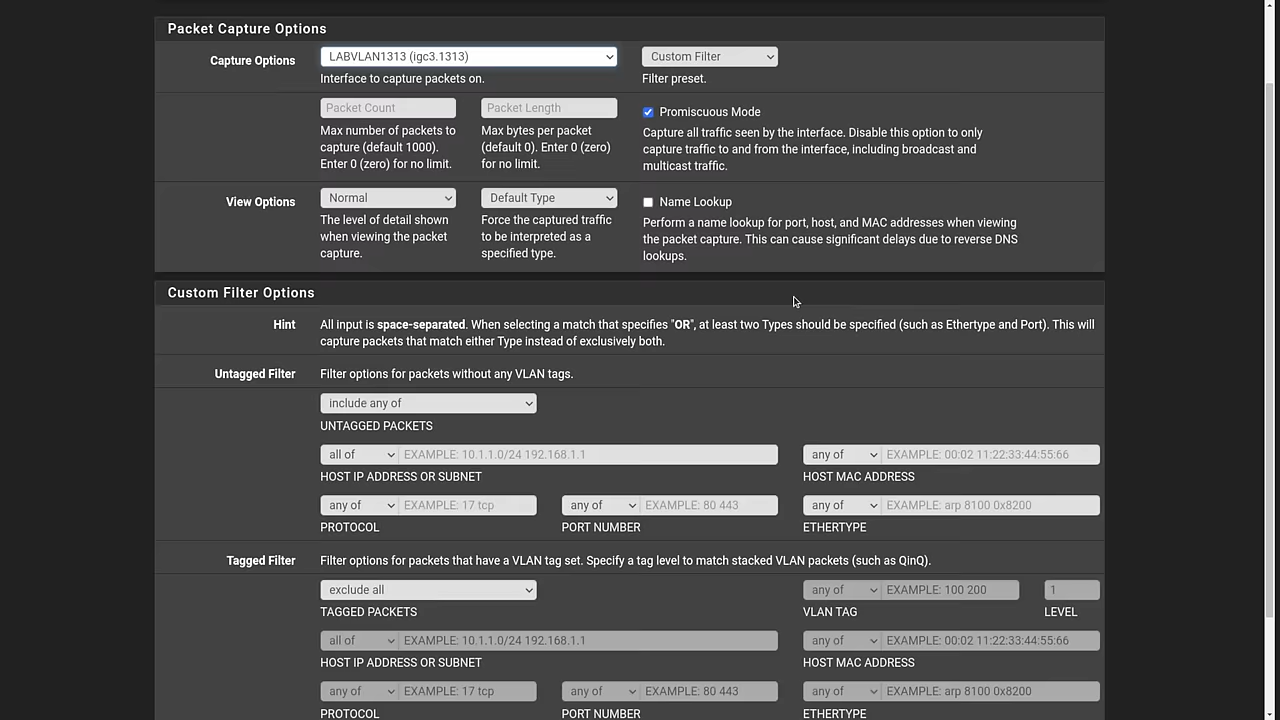 Packet Capture Options
Capture Options
LABVLAN1313 (igc3.1313)
Custom Filter
Interface to capture packets on.
Filter preset.
Packet Count
Packet Length
Promiscuous Mode
Max number of packets to
capture (default 1000).
Enter 0 (zero) for no limit.
Max bytes per packet
(default 0). Enter 0 (zero)
for no limit.
Capture all traffic seen by the interface. Disable this option to only
capture traffic to and from the interface, including broadcast and
multicast traffic.
View Options
Normal
Default Type
Name Lookup
The level of detail shown
when viewing the packet
capture.
Force the captured traffic
to be interpreted as a
specified type.
Perform a name lookup for port, host, and MAC addresses when viewing
the packet capture. This can cause significant delays due to reverse DNS
lookups.
Custom Filter Options
Hint
All input is space-separated. When selecting a match that specifies "OR", at least two Types should be specified (such as Ethertype and Port). This will
capture packets that match either Type instead of exclusively both.
Untagged Filter
Filter options for packets without any VLAN tags.
include any of
UNTAGGED PACKETS
all of EXAMPLE: 10.1.1.0/24 192.168.1.1
any of EXAMPLE: 00:02 11:22:33:44:55:66
HOST IP ADDRESS OR SUBNET
HOST MAC ADDRESS
any of EXAMPLE: 17 tcp
any of EXAMPLE: 80 443
any of EXAMPLE: arp 8100 0x8200
PROTOCOL
PORT NUMBER
ETHERTYPE
Tagged Filter
Filter options for packets that have a VLAN tag set. Specify a tag level to match stacked VLAN packets (such as QinQ).
exclude all
any of EXAMPLE: 100 200
1
TAGGED PACKETS
VLAN TAG
LEVEL
all of EXAMPLE: 10.1.1.0/24 192.168.1.1
any of EXAMPLE: 00:02 11:22:33:44:55:66
HOST IP ADDRESS OR SUBNET
HOST MAC ADDRESS
any of EXAMPLE: 17 tcp
any of EXAMPLE: 80 443
any of EXAMPLE: arp 8100 0x8200
PROTOCOL
PORT NUMBER
ETHERTYPE